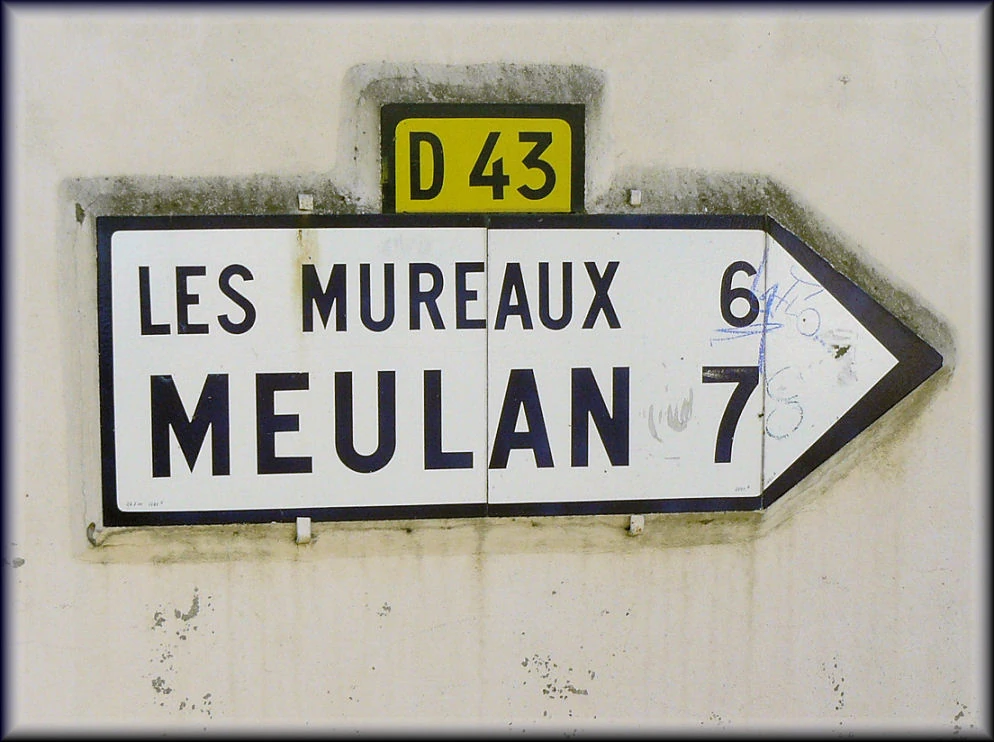 D 43
LES MUREAUX 6
MEULAN 7